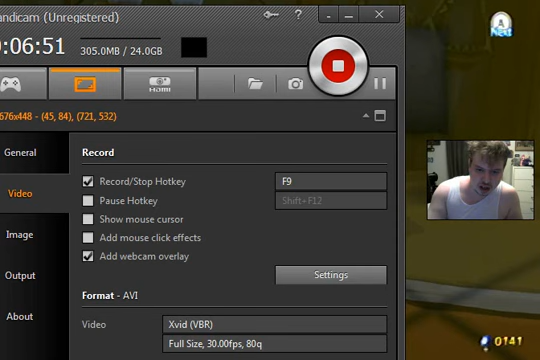 andicam (Unregistered)
0:06:51
305.0MB / 24.0GB
HDMI
676x448 - (45, 84), (721, 532)
General
Video
Image
Output
About
Record
Record/Stop Hotkey
F9
Pause Hotkey
Shift+F12
Show mouse cursor
Add mouse click effects
Add webcam overlay
Settings
Format - AVI
Video
Xvid (VBR)
Full Size, 30.00fps, 80q
A
Next
0141